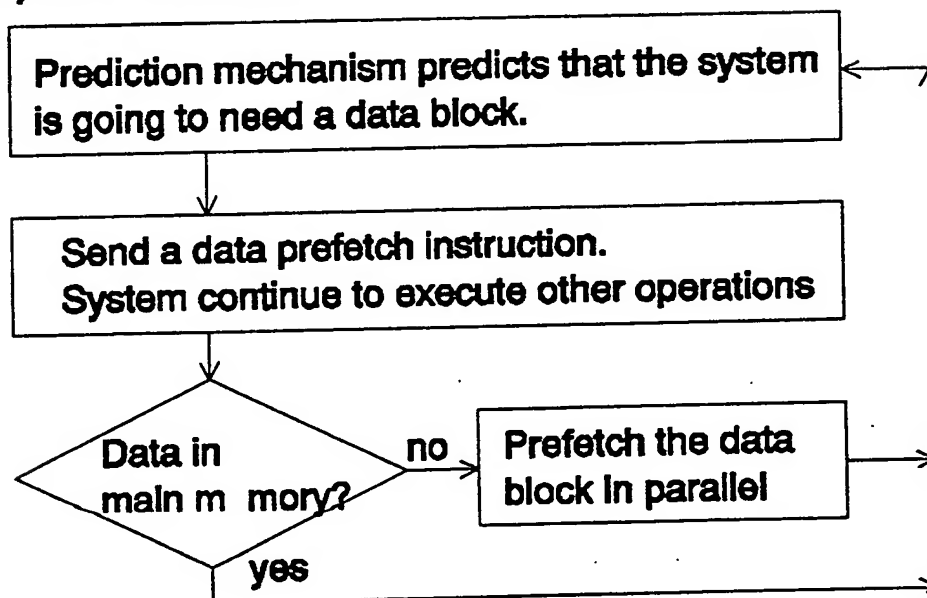 Prediction mechanism predicts that the system
is going to need a data block.
Send a data prefetch instruction.
System continue to execute other operations
Data in
main m mory?
no
Prefetch the data
block in parallel
yes